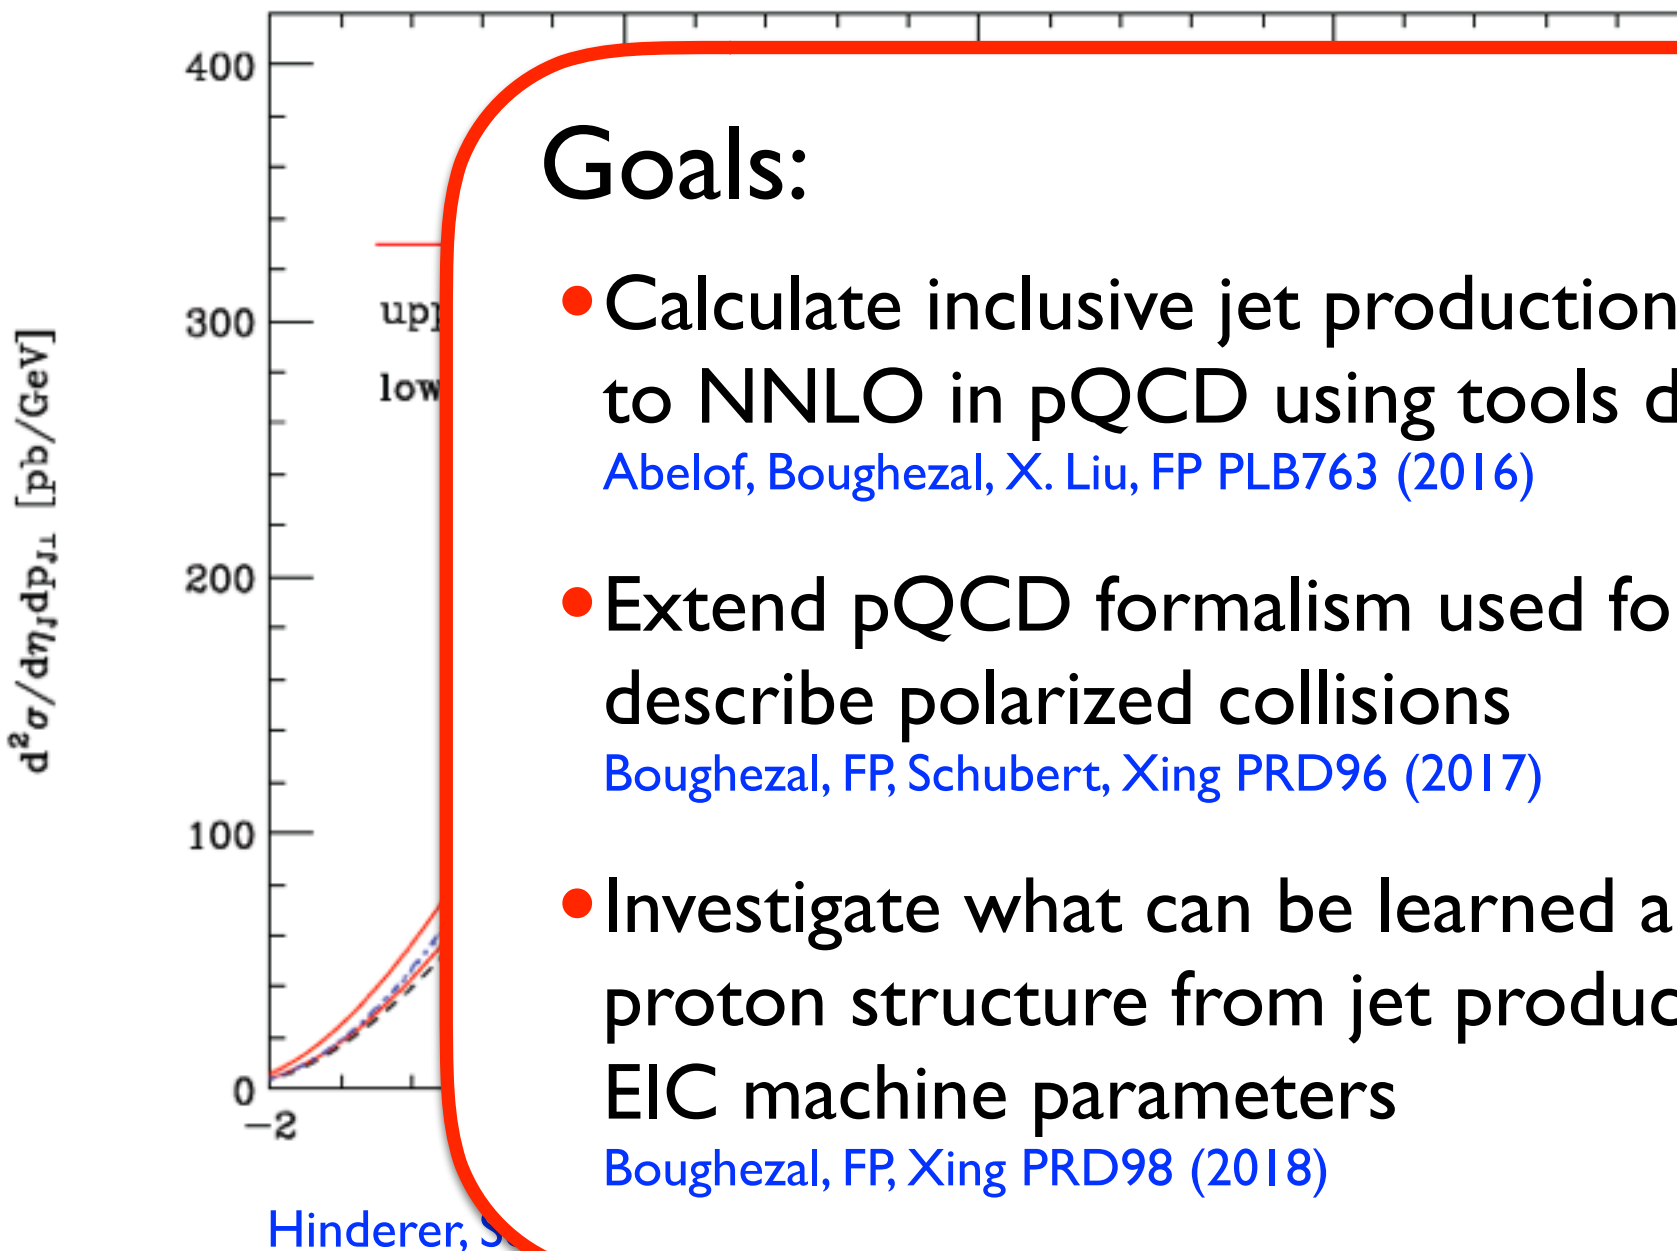 400
300
200
100
0
−2
d²σ/dη_J dp_J⊥ [pb/GeV]
upp
low
Goals:
•Calculate inclusive jet production
to NNLO in pQCD using tools d
Abelof, Boughezal, X. Liu, FP PLB763 (2016)
•Extend pQCD formalism used fo
describe polarized collisions
Boughezal, FP, Schubert, Xing PRD96 (2017)
•Investigate what can be learned a
proton structure from jet produc
EIC machine parameters
Boughezal, FP, Xing PRD98 (2018)
Hinderer,